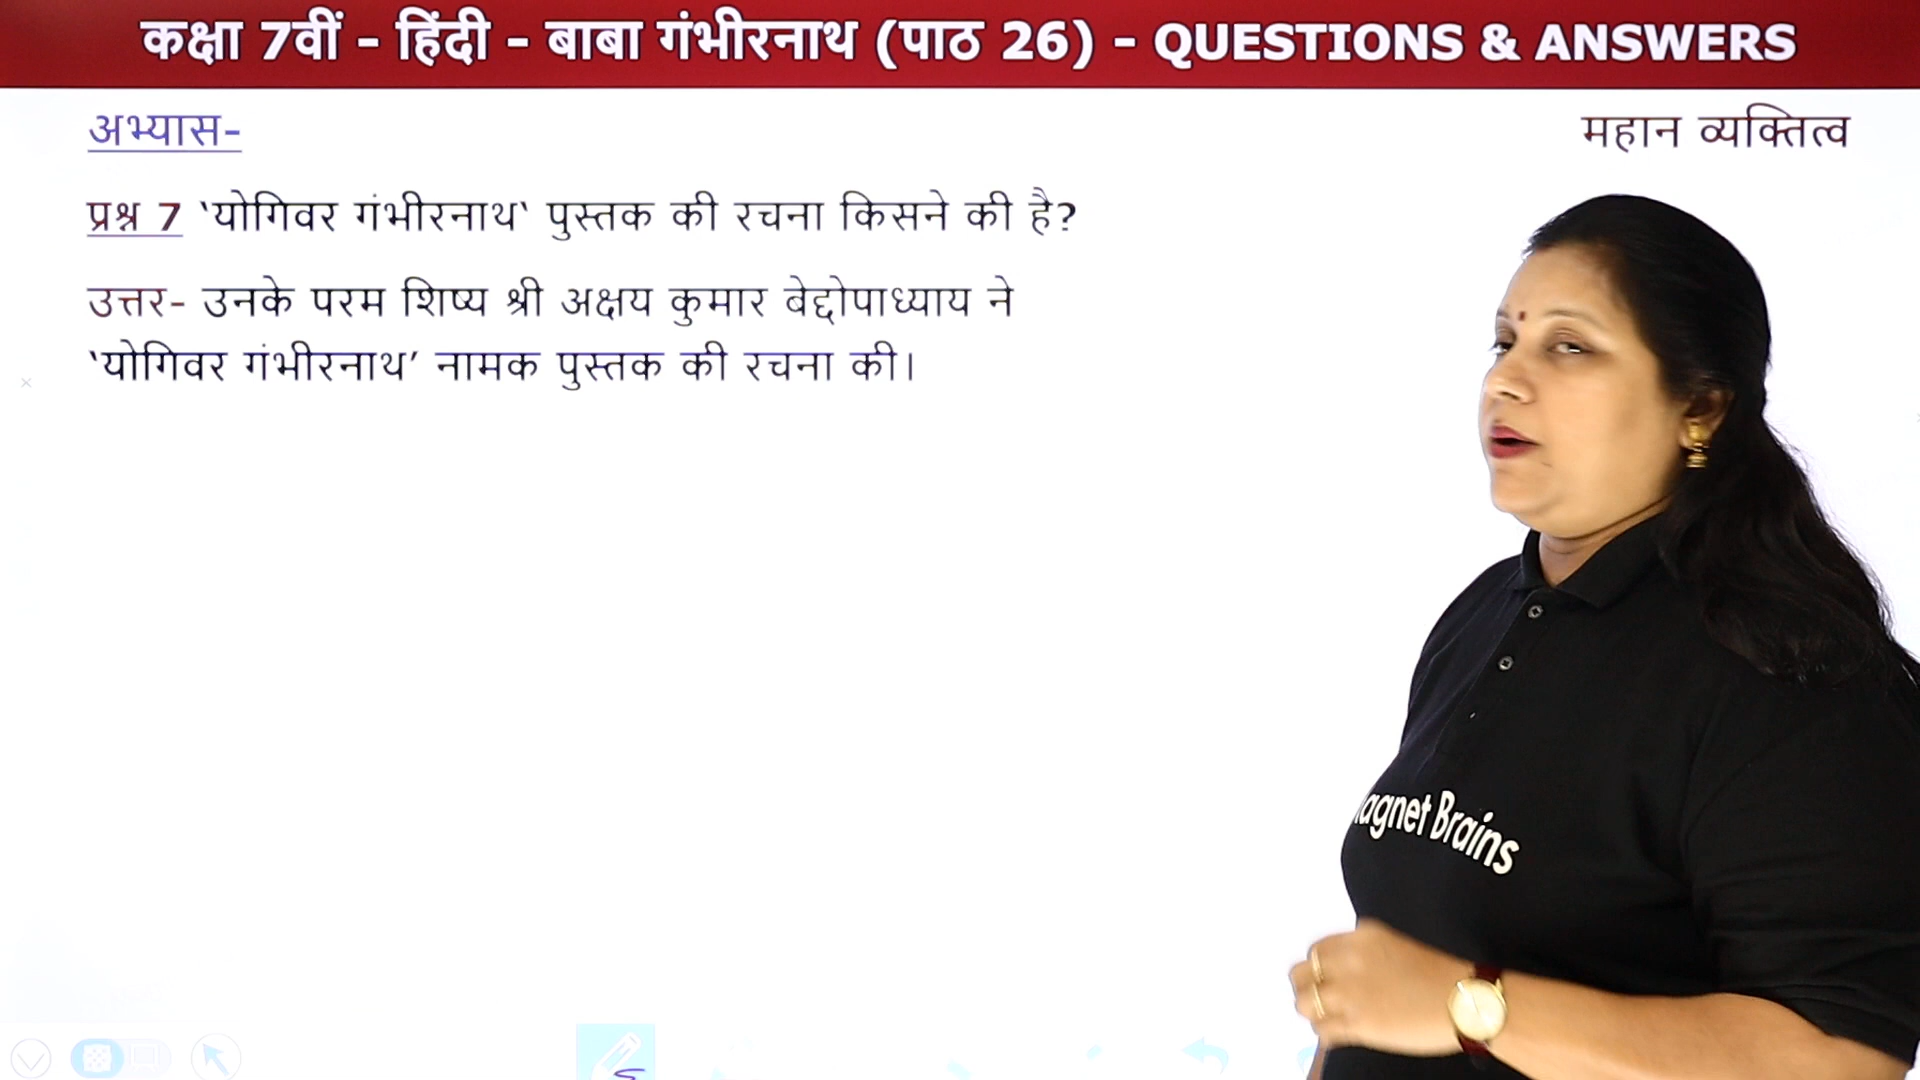 कक्षा 7वीं - हिंदी - बाबा गंभीरनाथ (पाठ 26) - QUESTIONS & ANSWERS
अभ्यास-
महान व्यक्तित्व
प्रश्न 7 `योगिवर गंभीरनाथ` पुस्तक की रचना किसने की है?
उत्तर- उनके परम शिष्य श्री अक्षय कुमार बेद्दोपाध्याय ने
‘योगिवर गंभीरनाथ’ नामक पुस्तक की रचना की।
Brains